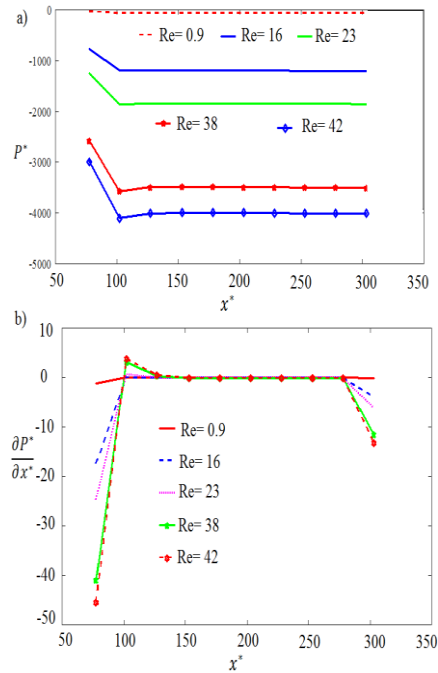 a)
0
Re= 0.9
Re= 16
Re= 23
-1000
-2000
Re= 38
Re= 42
P*
-3000
-4000
-5000
50
100
150
200
250
300
350
x*
b)
10
0
-10
Re= 0.9
∂P*
∂x*
Re= 16
-20
Re= 23
-30
Re= 38
-40
Re= 42
-50
50
100
150
200
250
300
350
x*